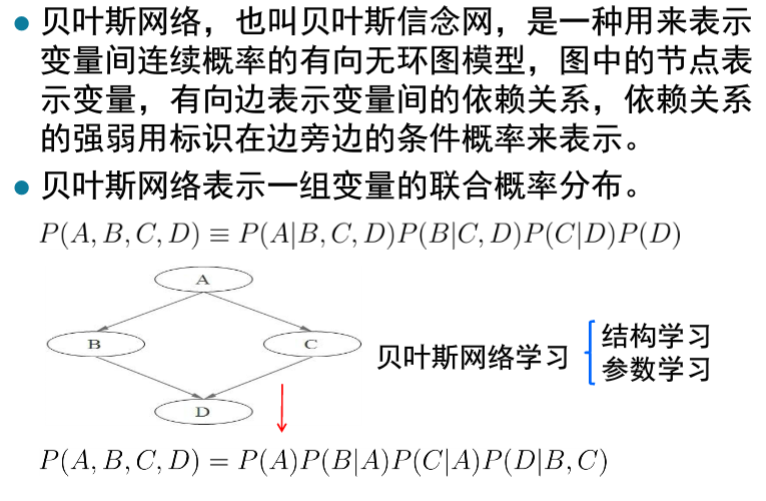 ● 贝叶斯网络，也叫贝叶斯信念网，是一种用来表示
变量间连续概率的有向无环图模型，图中的节点表
示变量，有向边表示变量间的依赖关系，依赖关系
的强弱用标识在边旁边的条件概率来表示。
● 贝叶斯网络表示一组变量的联合概率分布。
P(A, B, C, D) ≡ P(A|B, C, D)P(B|C, D)P(C|D)P(D)
A
B
C
D
贝叶斯网络学习
结构学习
参数学习
P(A, B, C, D) = P(A)P(B|A)P(C|A)P(D|B, C)